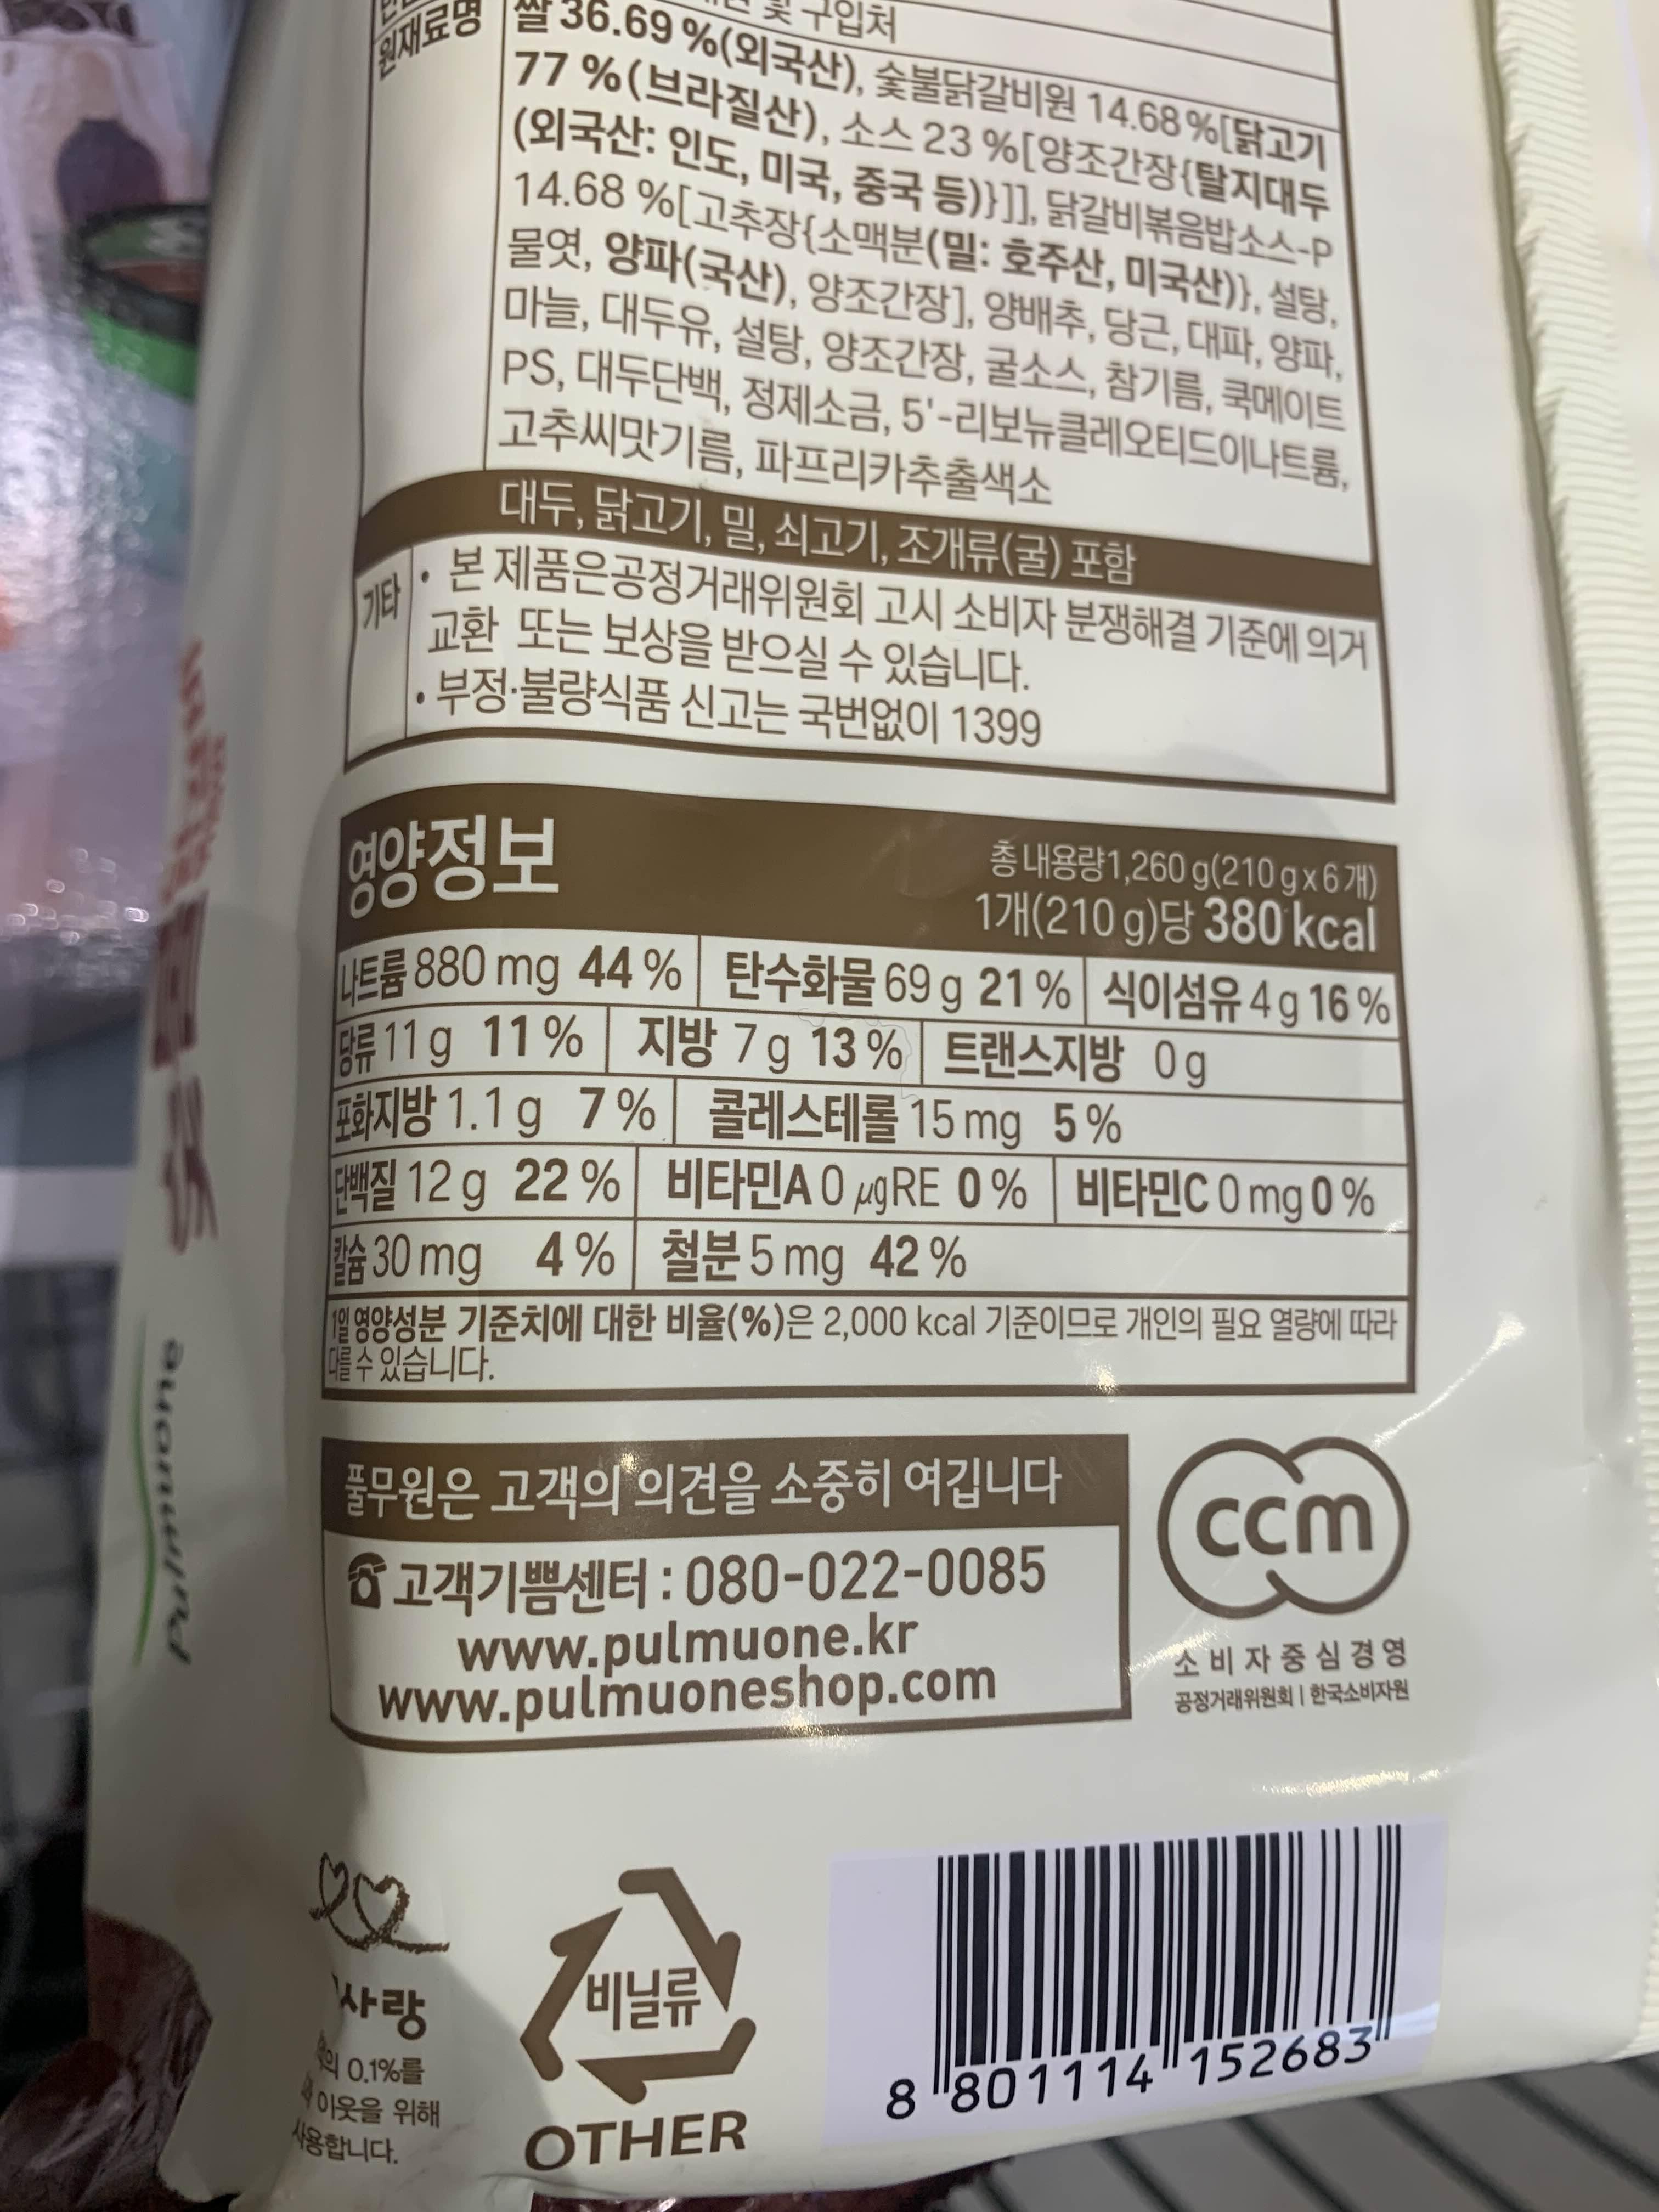 및 구입처
원재료명
쌀 36.69 %(외국산), 숯불닭갈비원 14.68 %[닭고기
77 %(브라질산), 소스 23 %[양조간장{탈지대두
(외국산: 인도, 미국, 중국 등)}]], 닭갈비볶음밥소스-P
14.68 %[고추장{소맥분(밀: 호주산, 미국산)}, 설탕,
물엿, 양파(국산), 양조간장], 양배추, 당근, 대파, 양파,
마늘, 대두유, 설탕, 양조간장, 굴소스, 참기름, 쿡메이트
PS, 대두단백, 정제소금, 5'-리보뉴클레오티드이나트륨,
고추씨맛기름, 파프리카추출색소
대두, 닭고기, 밀, 쇠고기, 조개류(굴) 포함
기타
• 본 제품은공정거래위원회 고시 소비자 분쟁해결 기준에 의거
교환 또는 보상을 받으실 수 있습니다.
• 부정·불량식품 신고는 국번없이 1399
영양정보
총 내용량1,260 g(210 g x 6 개)
1개(210 g)당 380 kcal
나트륨 880 mg 44 % 탄수화물 69 g 21 % 식이섬유 4 g 16 %
당류 11 g 11 % 지방 7 g 13 % 트랜스지방 0 g
포화지방 1.1 g 7 % 콜레스테롤 15 mg 5 %
단백질 12 g 22 % 비타민A 0 μgRE 0 % 비타민C 0 mg 0 %
칼슘 30 mg 4 % 철분 5 mg 42 %
1일 영양성분 기준치에 대한 비율(%)은 2,000 kcal 기준이므로 개인의 필요 열량에 따라
다를 수 있습니다.
풀무원은 고객의 의견을 소중히 여깁니다
고객기쁨센터 : 080-022-0085
www.pulmuone.kr
www.pulmuoneshop.com
ccm
소비자중심경영
공정거래위원회 | 한국소비자원
pulmuone
사랑
0.1%를
이웃을 위해
사용합니다.
비닐류
OTHER
8 801114 152683